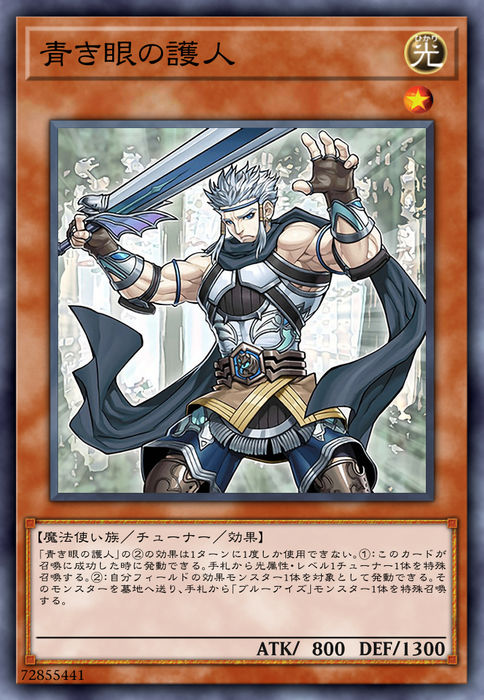 青き眼の護人
ひかり
光
【魔法使い族／チューナー／効果】
「青き眼の護人」の②の効果は1ターンに1度しか使用できない。①：このカードが
召喚に成功した時に発動できる。手札から光属性・レベル1チューナー1体を特殊
召喚する。②：自分フィールドの効果モンスター1体を対象として発動できる。そ
のモンスターを墓地へ送り、手札から「ブルーアイズ」モンスター1体を特殊召喚
する。
ATK/ 800 DEF/1300
72855441